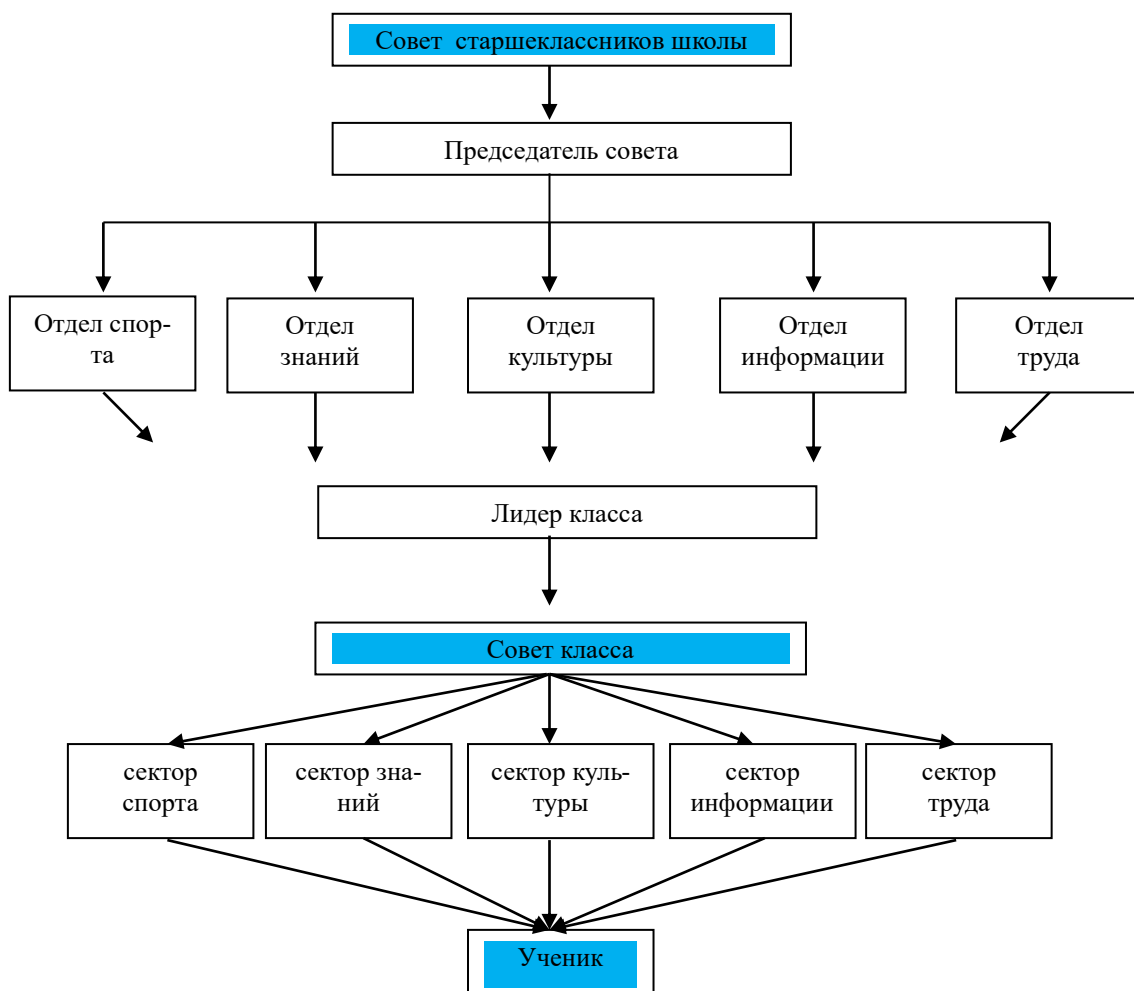 Совет старшеклассников школы
Председатель совета
Отдел спор-
та
Отдел
знаний
Отдел
культуры
Отдел
информации
Отдел
труда
Лидер класса
Совет класса
сектор
спорта
сектор зна-
ний
сектор куль-
туры
сектор
информации
сектор
труда
Ученик